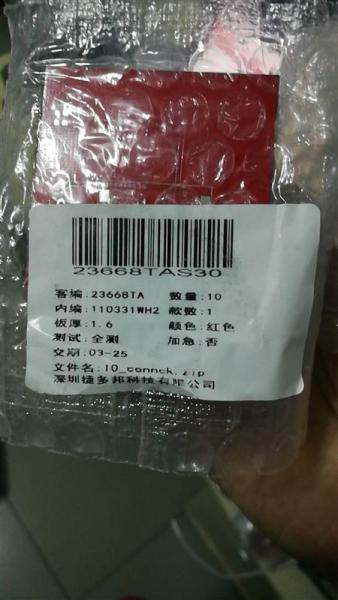 23668TAS30
客编:23668TA 数量:10
内编:110331WH2 款数:1
板厚:1.6 颜色:红色
测试:全测 加急:否
交期:03-25
文件名:IO_connck.zip
深圳捷多邦科技有限公司